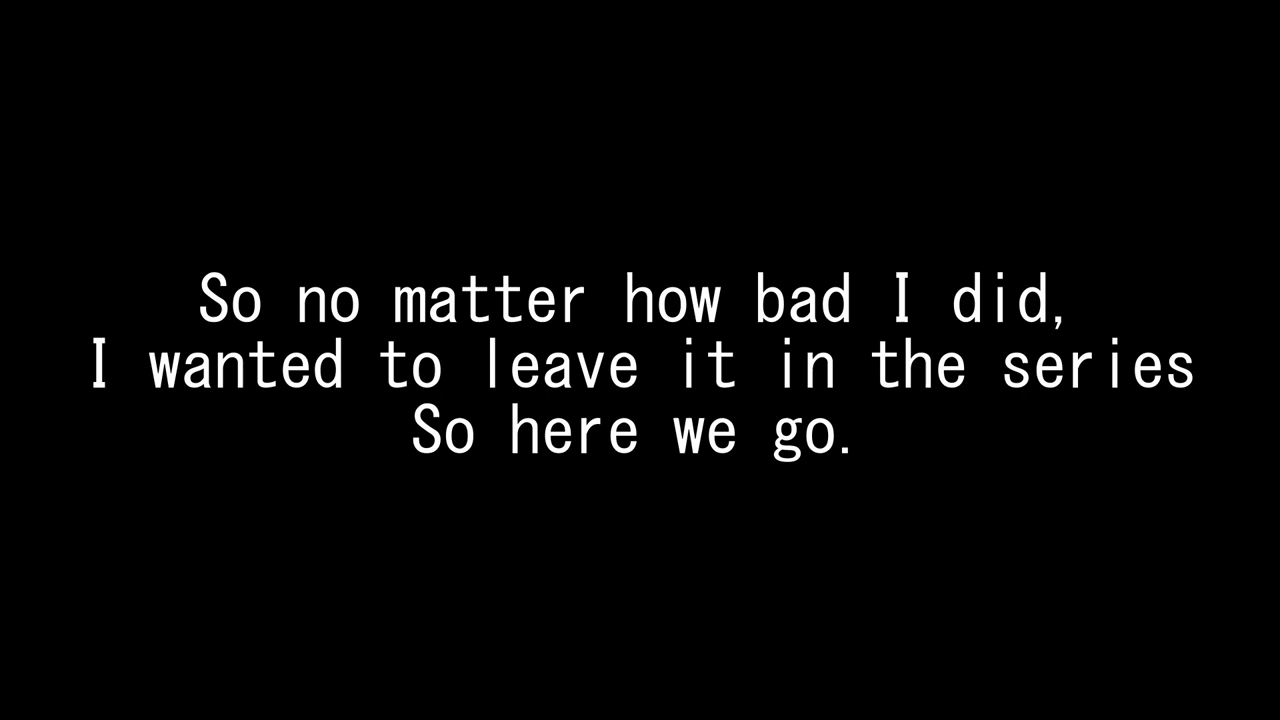 So no matter how bad I did,
I wanted to leave it in the series
So here we go.